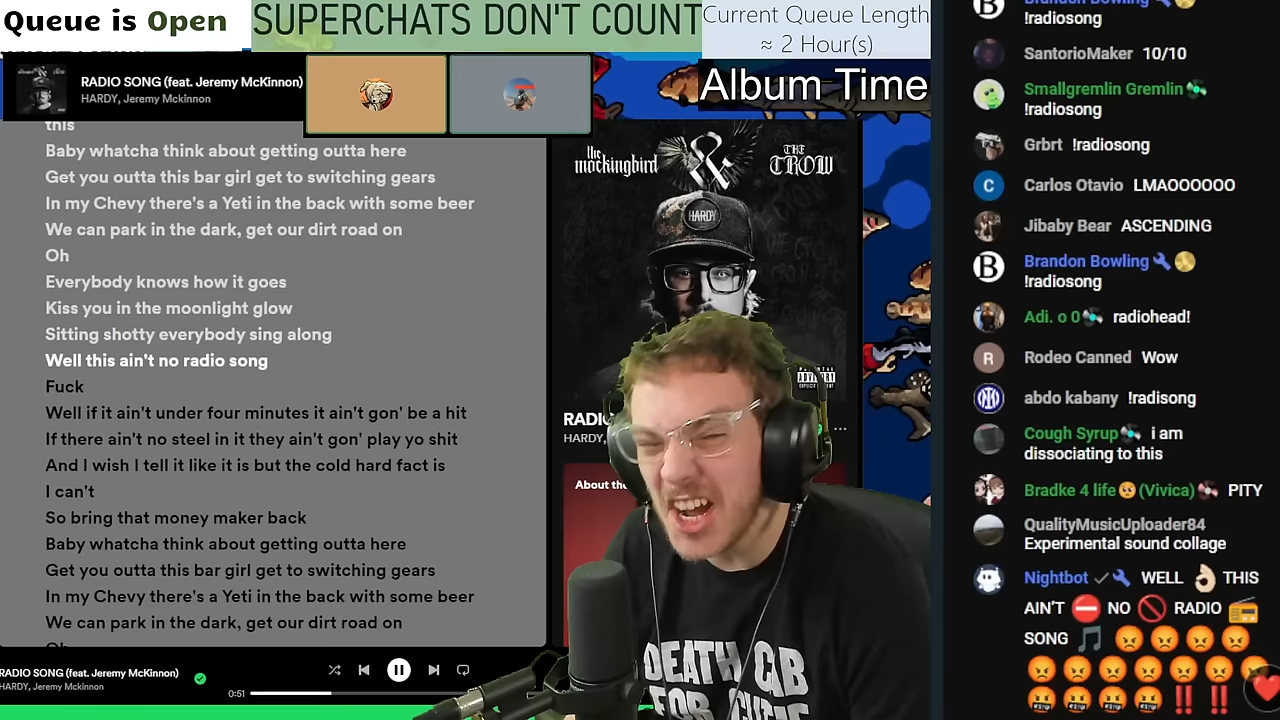 Queue is Open
SUPERCHATS DON'T COUNT
Current Queue Length
≈ 2 Hour(s)
Album Time
RADIO SONG (feat. Jeremy McKinnon)
HARDY, Jeremy Mckinnon
this
Baby whatcha think about getting outta here
Get you outta this bar girl get to switching gears
In my Chevy there's a Yeti in the back with some beer
We can park in the dark, get our dirt road on
Oh
Everybody knows how it goes
Kiss you in the moonlight glow
Sitting shotty everybody sing along
Well this ain't no radio song
Fuck
Well if it ain't under four minutes it ain't gon' be a hit
If there ain't no steel in it they ain't gon' play yo shit
And I wish I tell it like it is but the cold hard fact is
I can't
So bring that money maker back
Baby whatcha think about getting outta here
Get you outta this bar girl get to switching gears
In my Chevy there's a Yeti in the back with some beer
We can park in the dark, get our dirt road on
Oh
RADIO SONG (feat. Jeremy McKinnon)
HARDY, Jeremy Mckinnon
0:51
the mockingbird & THE CROW
HARDY
RADIO
HARDY,
About the
DEATH CAB
FOR CUTIE
Brandon Bowling
!radiosong
SantorioMaker 10/10
Smallgremlin Gremlin
!radiosong
Grbrt !radiosong
C Carlos Otavio LMAOOOOOO
Jibaby Bear ASCENDING
B Brandon Bowling
!radiosong
Adi. o 0 radiohead!
R Rodeo Canned Wow
abdo kabany !radisong
Cough Syrup i am
dissociating to this
Bradke 4 life🥺(Vivica) PITY
QualityMusicUploader84
Experimental sound collage
Nightbot ✓ WELL 👌🏼 THIS
AIN'T ⛔ NO 🚫 RADIO 📻
SONG 🎵 😡 😡 😡 😡
😡 😡 😡 😡 😡 😡 😡
🤬 🤬 🤬 🤬 ‼️ ‼️